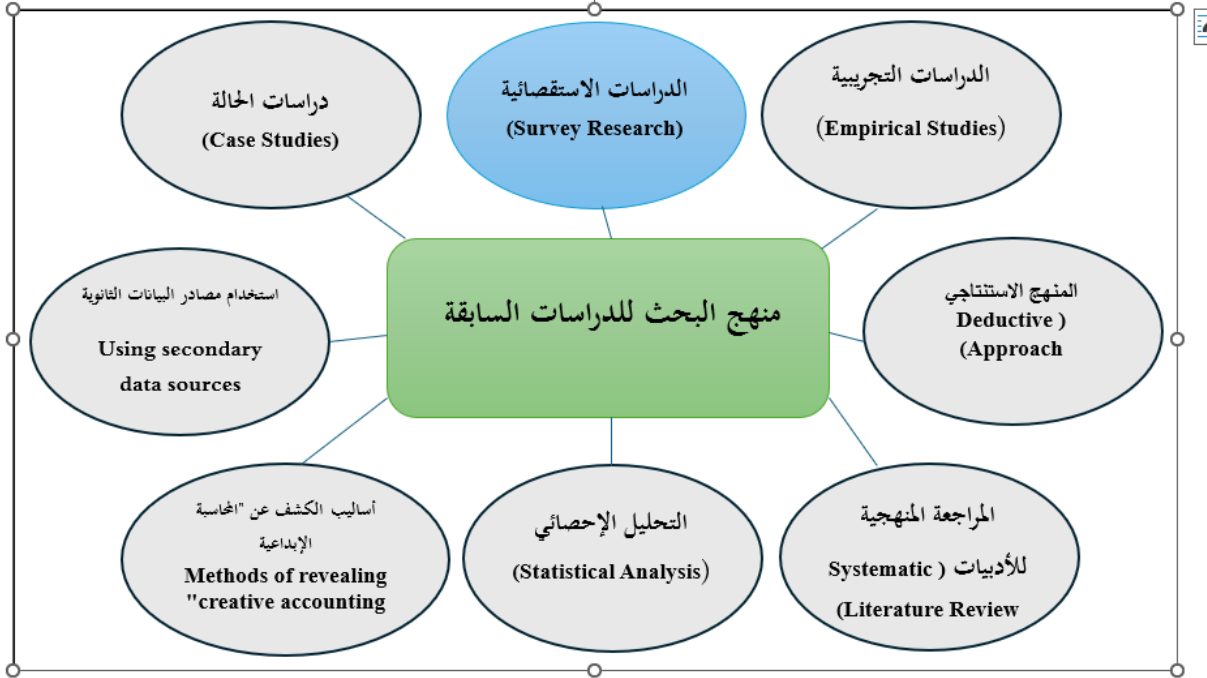 الدراسات التجريبية
(Empirical Studies)
الدراسات الاستقصائية
(Survey Research)
دراسات الحالة
(Case Studies)
منهج البحث للدراسات السابقة
المنهج الاستنتاجي
Deductive )
(Approach
استخدام مصادر البيانات الثانوية
Using secondary
data sources
المراجعة المنهجية
للأدبيات ( Systematic
(Literature Review
التحليل الإحصائي
(Statistical Analysis)
أساليب الكشف عن "المحاسبة
الإبداعية
Methods of revealing
"creative accounting